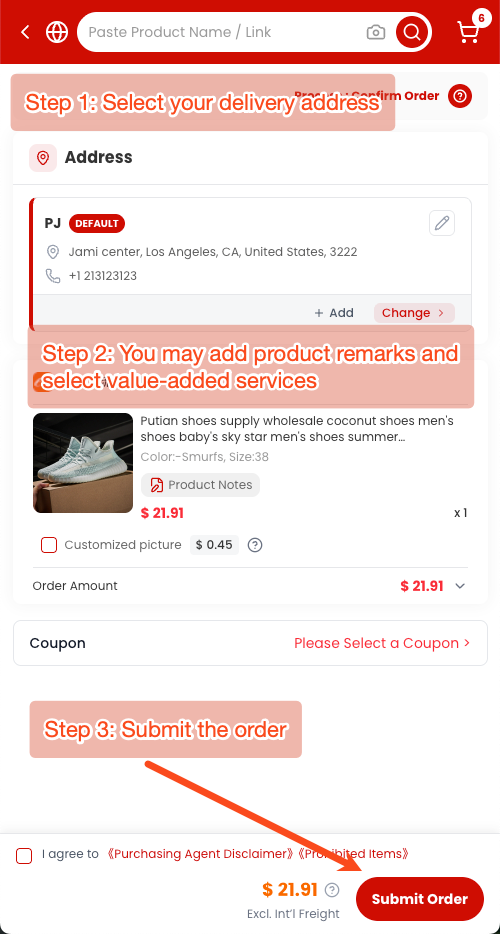 Paste Product Name / Link
6
Step 1: Select your delivery address
Confirm Order
Address
PJ DEFAULT
Jami center, Los Angeles, CA, United States, 3222
+1 213123123
+ Add Change >
Step 2: You may add product remarks and
select value-added services
Putian shoes supply wholesale coconut shoes men's
shoes baby's sky star men's shoes summer…
Color:-Smurfs, Size:38
Product Notes
$ 21.91 x 1
Customized picture $ 0.45
Order Amount $ 21.91
Coupon Please Select a Coupon >
Step 3: Submit the order
I agree to 《Purchasing Agent Disclaimer》《Prohibited Items》
$ 21.91
Submit Order
Excl. Int'l Freight